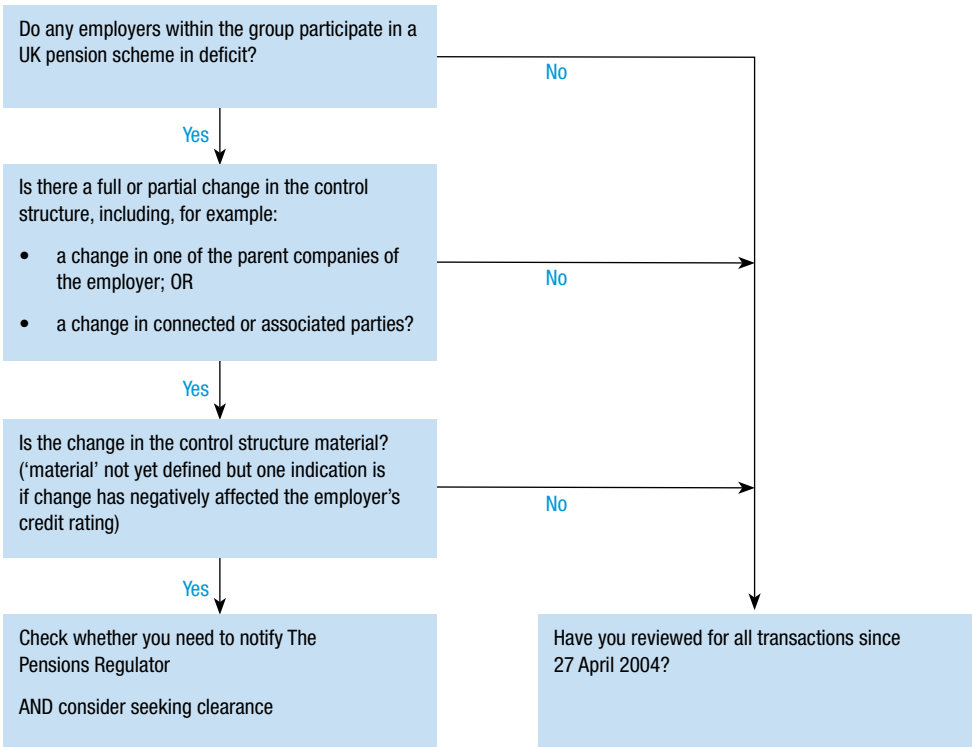 Do any employers within the group participate in a
UK pension scheme in deficit?
No
Yes
Is there a full or partial change in the control
structure, including, for example:
• a change in one of the parent companies of
the employer; OR
• a change in connected or associated parties?
No
Yes
Is the change in the control structure material?
(‘material’ not yet defined but one indication is
if change has negatively affected the employer’s
credit rating)
No
Yes
Check whether you need to notify The
Pensions Regulator
AND consider seeking clearance
Have you reviewed for all transactions since
27 April 2004?